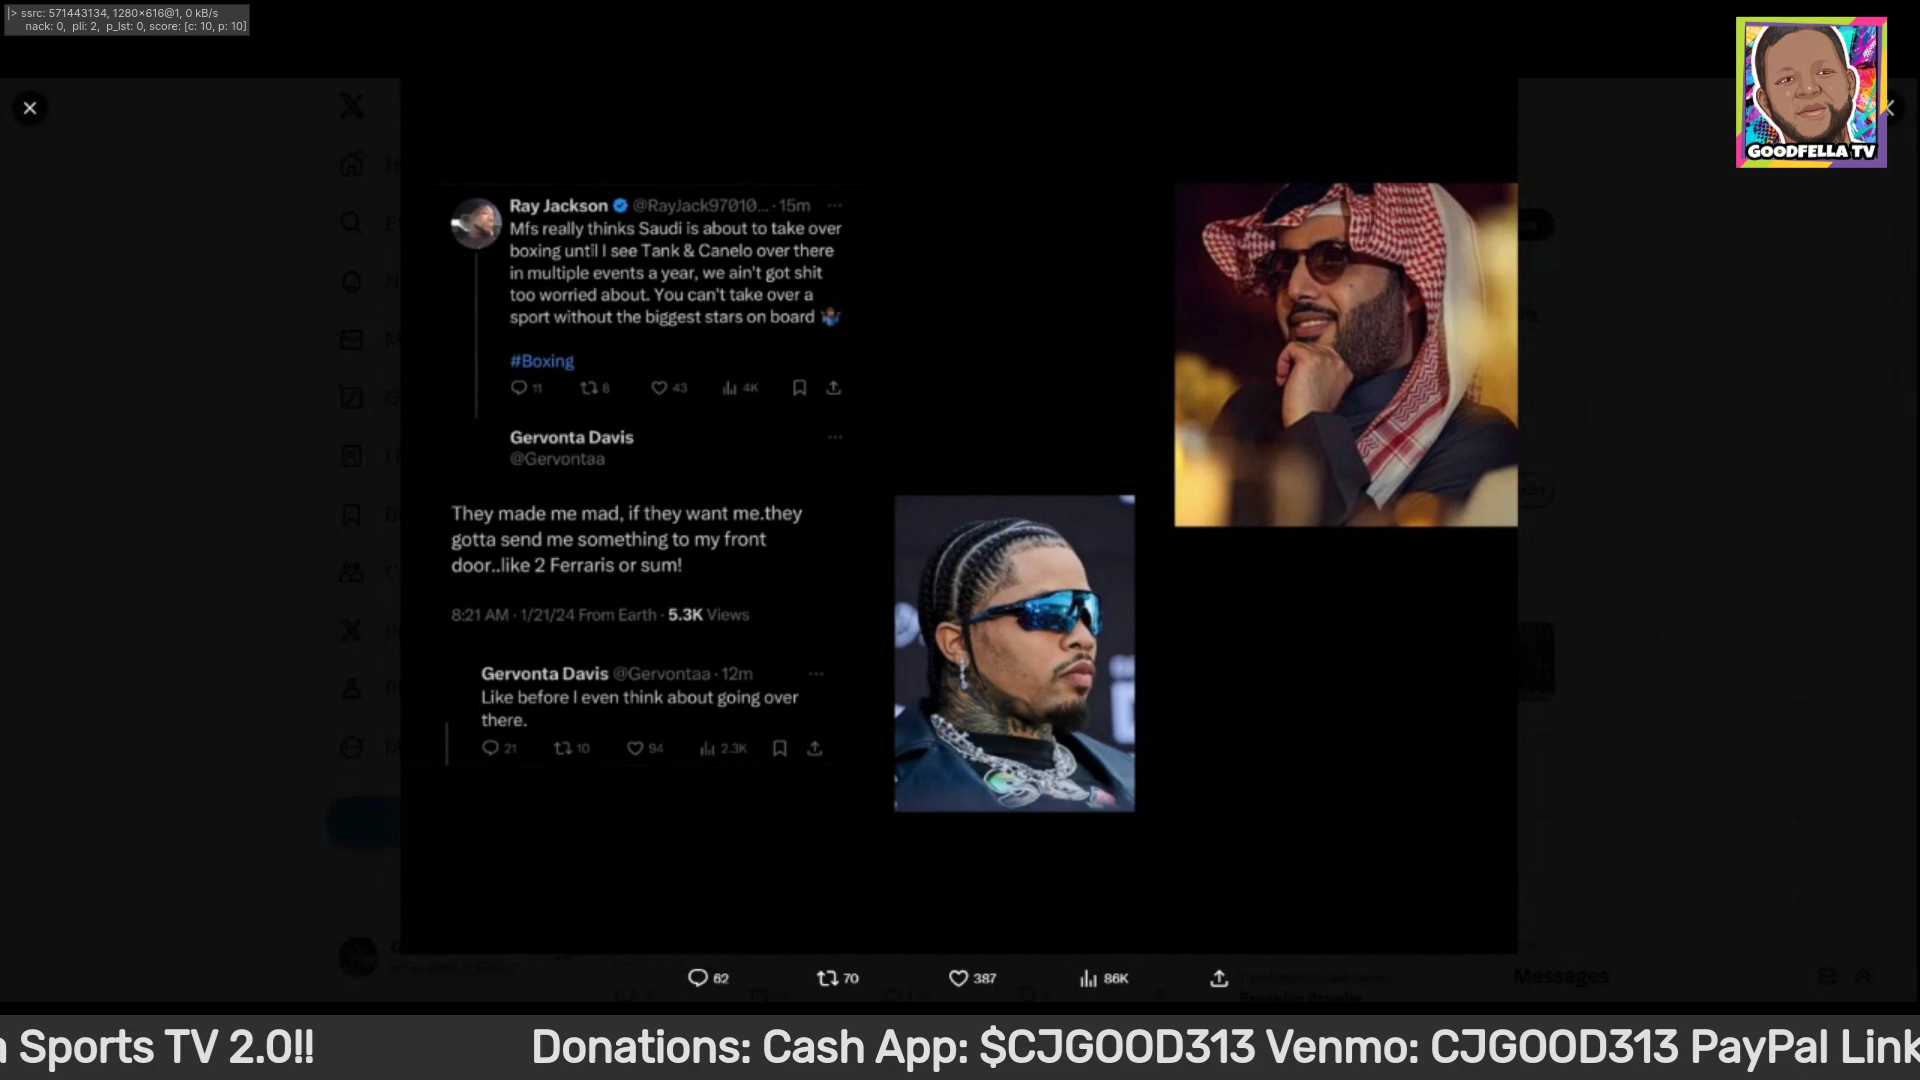 |> ssrc: 571443134, 1280×616@1, 0 kB/s
nack: 0, pli: 2, p_lst: 0, score: [c: 10, p: 10]
GOODFELLA TV
Ray Jackson @RayJack97010... · 15m ...
Mfs really thinks Saudi is about to take over
boxing until I see Tank & Canelo over there
in multiple events a year, we ain't got shit
too worried about. You can't take over a
sport without the biggest stars on board 🤷🏾‍♂️
#Boxing
11 8 43 4K
Gervonta Davis ...
@Gervontaa
They made me mad, if they want me.they
gotta send me something to my front
door..like 2 Ferraris or sum!
8:21 AM · 1/21/24 From Earth · 5.3K Views
Gervonta Davis @Gervontaa · 12m ...
Like before I even think about going over
there.
21 10 94 2.3K
62 70 387 86K
Messages
a Sports TV 2.0!! Donations: Cash App: $CJGOOD313 Venmo: CJGOOD313 PayPal Link